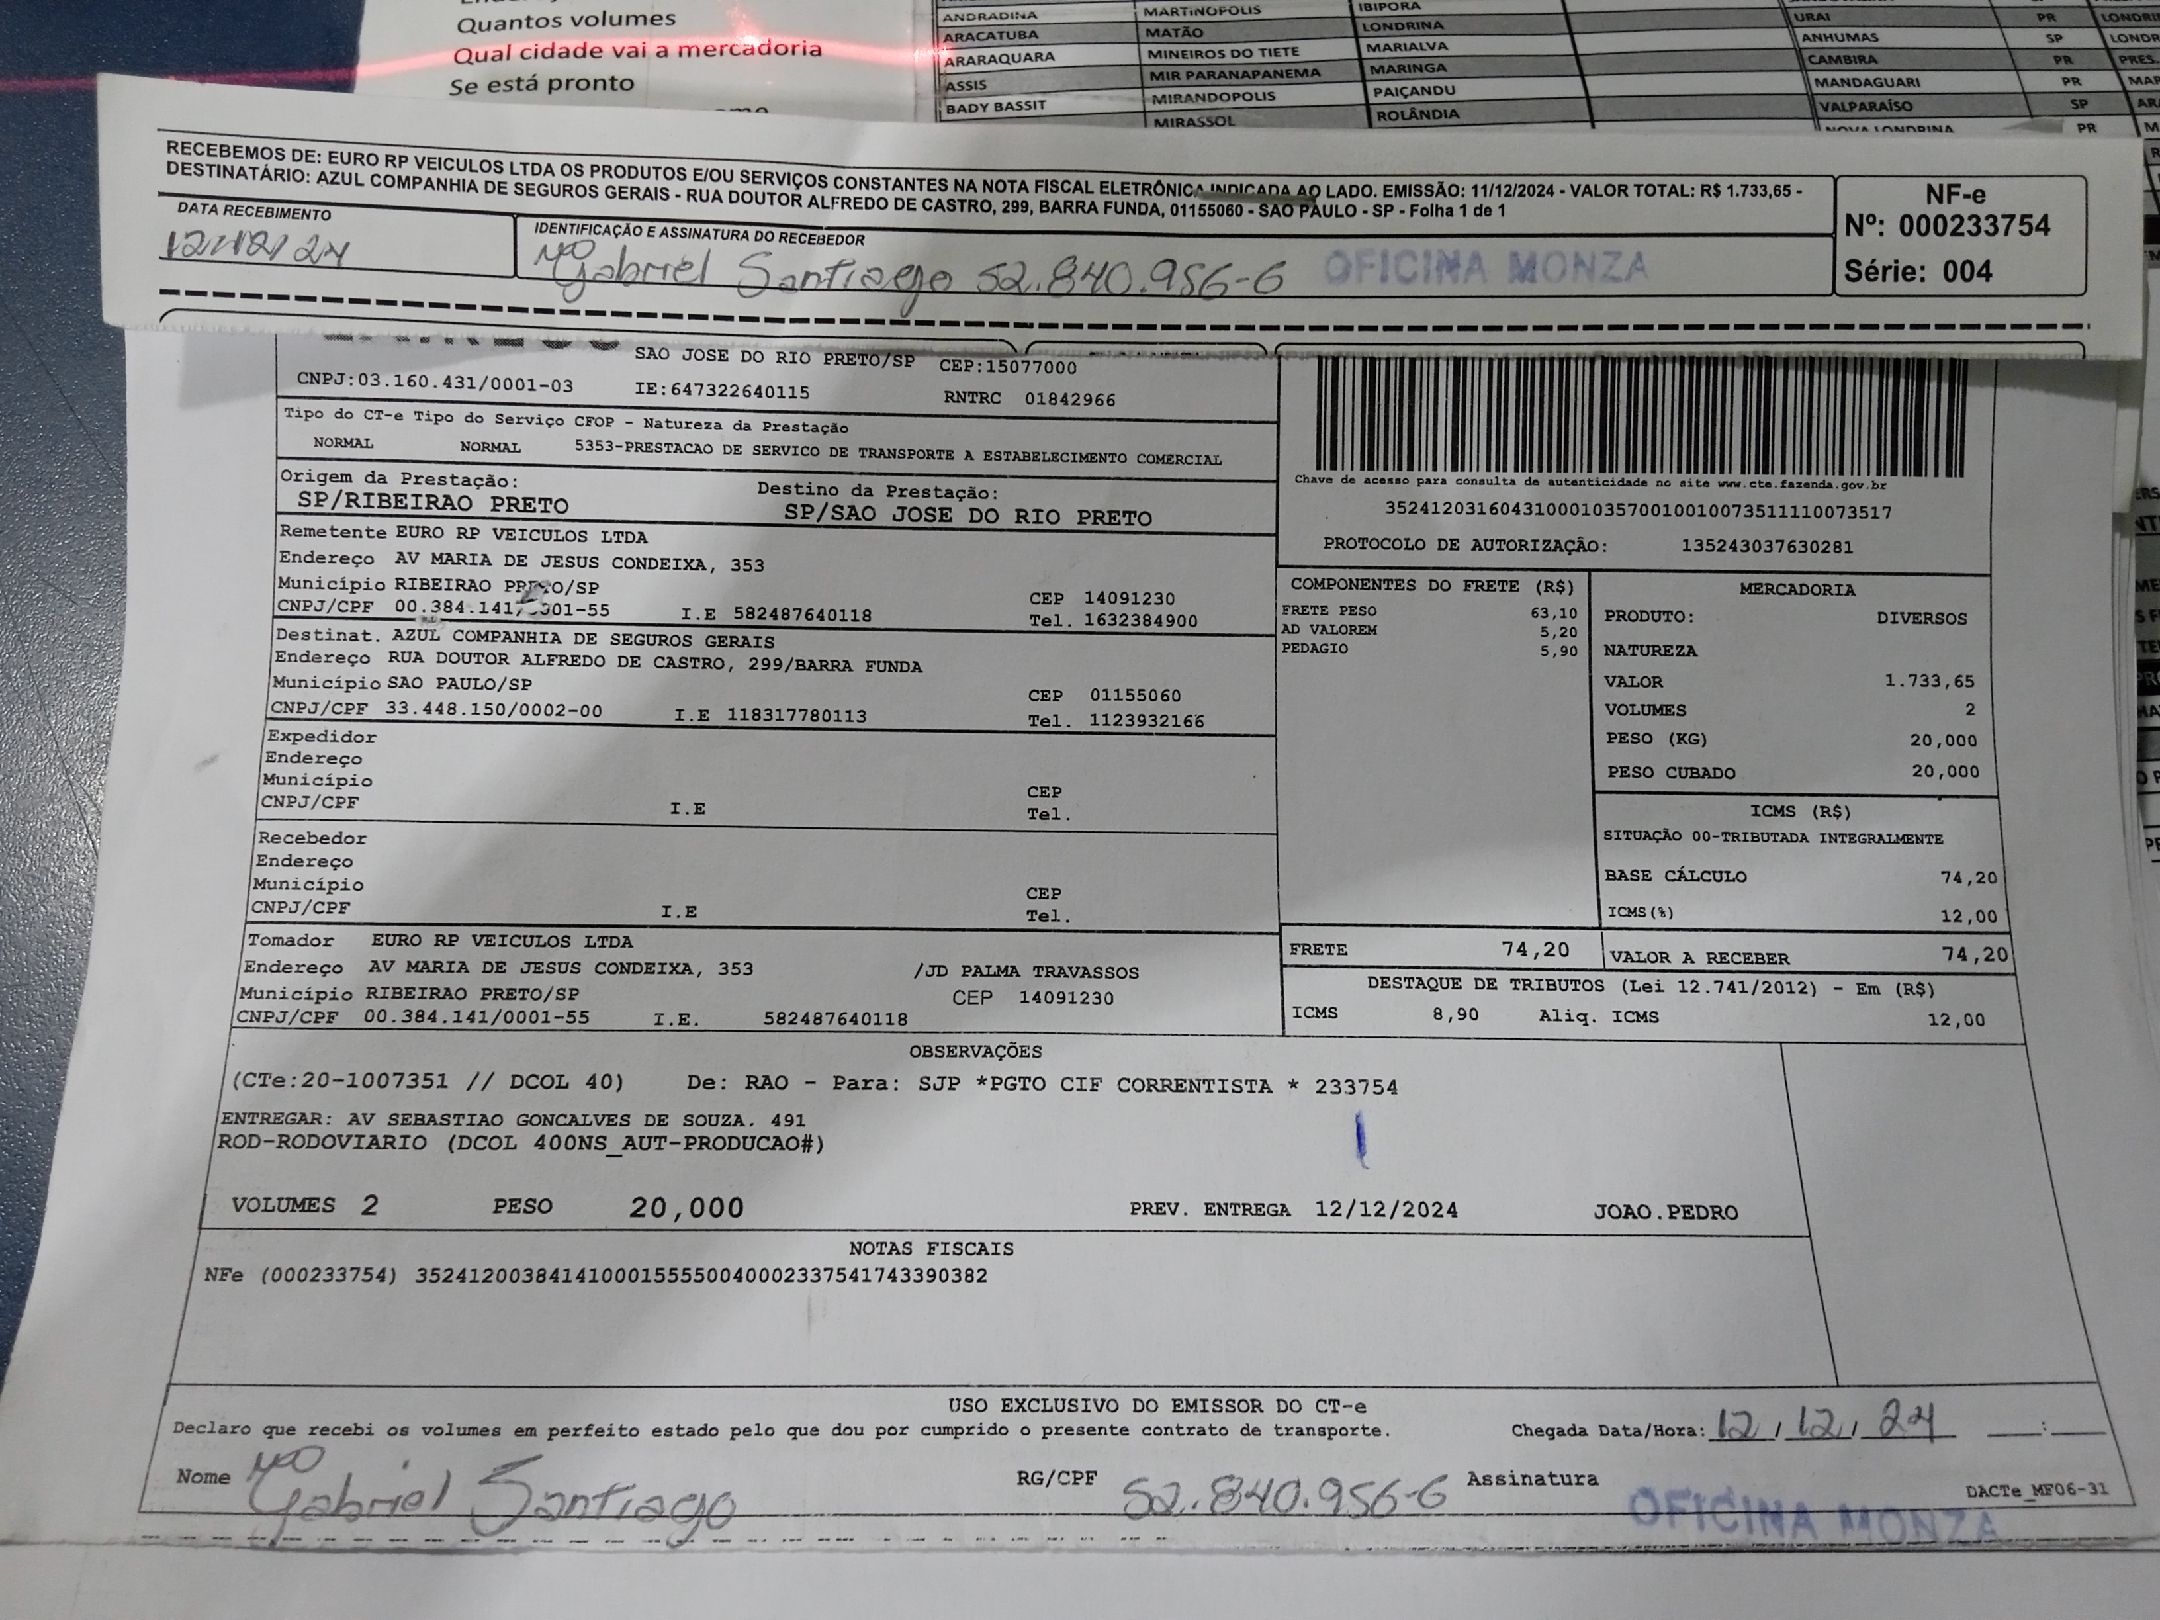 Quantos volumes
Qual cidade vai a mercadoria
Se está pronto
ANDRADINA MARTINOPOLIS IBIPORA
ARACATUBA MATÃO LONDRINA
ARARAQUARA MINEIROS DO TIETE MARIALVA
ASSIS MIR PARANAPANEMA MARINGA
BADY BASSIT MIRANDOPOLIS PAIÇANDU
MIRASSOL ROLÂNDIA
URAI PR
ANHUMAS SP
CAMBIRA PR PRES.
MANDAGUARI PR
VALPARAÍSO SP
NOVA LONDRINA PR
RECEBEMOS DE: EURO RP VEICULOS LTDA OS PRODUTOS E/OU SERVIÇOS CONSTANTES NA NOTA FISCAL ELETRÔNICA INDICADA AO LADO. EMISSÃO: 11/12/2024 - VALOR TOTAL: R$ 1.733,65 -
DESTINATÁRIO: AZUL COMPANHIA DE SEGUROS GERAIS - RUA DOUTOR ALFREDO DE CASTRO, 299, BARRA FUNDA, 01155060 - SAO PAULO - SP - Folha 1 de 1
NF-e
Nº: 000233754
Série: 004
DATA RECEBIMENTO
12/12/24
IDENTIFICAÇÃO E ASSINATURA DO RECEBEDOR
Gabriel Santiago 52.840.956-6 OFICINA MONZA
SAO JOSE DO RIO PRETO/SP CEP:15077000
CNPJ:03.160.431/0001-03 IE:647322640115 RNTRC 01842966
Tipo do CT-e Tipo do Serviço CFOP - Natureza da Prestação
NORMAL NORMAL 5353-PRESTACAO DE SERVICO DE TRANSPORTE A ESTABELECIMENTO COMERCIAL
Origem da Prestação: Destino da Prestação:
SP/RIBEIRAO PRETO SP/SAO JOSE DO RIO PRETO
Chave de acesso para consulta de autenticidade no site www.cte.fazenda.gov.br
35241203160431000103570010010073511110073517
PROTOCOLO DE AUTORIZAÇÃO: 135243037630281
Remetente EURO RP VEICULOS LTDA
Endereço AV MARIA DE JESUS CONDEIXA, 353
Município RIBEIRAO PRETO/SP CEP 14091230
CNPJ/CPF 00.384.141/0001-55 I.E 582487640118 Tel. 1632384900
Destinat. AZUL COMPANHIA DE SEGUROS GERAIS
Endereço RUA DOUTOR ALFREDO DE CASTRO, 299/BARRA FUNDA
Município SAO PAULO/SP CEP 01155060
CNPJ/CPF 33.448.150/0002-00 I.E 118317780113 Tel. 1123932166
Expedidor
Endereço
Município CEP
CNPJ/CPF I.E Tel.
Recebedor
Endereço
Município CEP
CNPJ/CPF I.E Tel.
Tomador EURO RP VEICULOS LTDA
Endereço AV MARIA DE JESUS CONDEIXA, 353 /JD PALMA TRAVASSOS
Município RIBEIRAO PRETO/SP CEP 14091230
CNPJ/CPF 00.384.141/0001-55 I.E. 582487640118
COMPONENTES DO FRETE (R$)
FRETE PESO 63,10
AD VALOREM 5,20
PEDAGIO 5,90
MERCADORIA
PRODUTO: DIVERSOS
NATUREZA
VALOR 1.733,65
VOLUMES 2
PESO (KG) 20,000
PESO CUBADO 20,000
ICMS (R$)
SITUAÇÃO 00-TRIBUTADA INTEGRALMENTE
BASE CÁLCULO 74,20
ICMS(%) 12,00
FRETE 74,20 VALOR A RECEBER 74,20
DESTAQUE DE TRIBUTOS (Lei 12.741/2012) - Em (R$)
ICMS 8,90 Aliq. ICMS 12,00
OBSERVAÇÕES
(CTe:20-1007351 // DCOL 40) De: RAO - Para: SJP *PGTO CIF CORRENTISTA * 233754
ENTREGAR: AV SEBASTIAO GONCALVES DE SOUZA. 491
ROD-RODOVIARIO (DCOL 400NS_AUT-PRODUCAO#)
VOLUMES 2 PESO 20,000 PREV. ENTREGA 12/12/2024 JOAO.PEDRO
NOTAS FISCAIS
NFe (000233754) 35241200384141000155550040002337541743390382
USO EXCLUSIVO DO EMISSOR DO CT-e
Declaro que recebi os volumes em perfeito estado pelo que dou por cumprido o presente contrato de transporte. Chegada Data/Hora: 12/12/24 __:__
Nome Gabriel Santiago RG/CPF 52.840.956-6 Assinatura OFICINA MONZA
DACTe_MF06-31